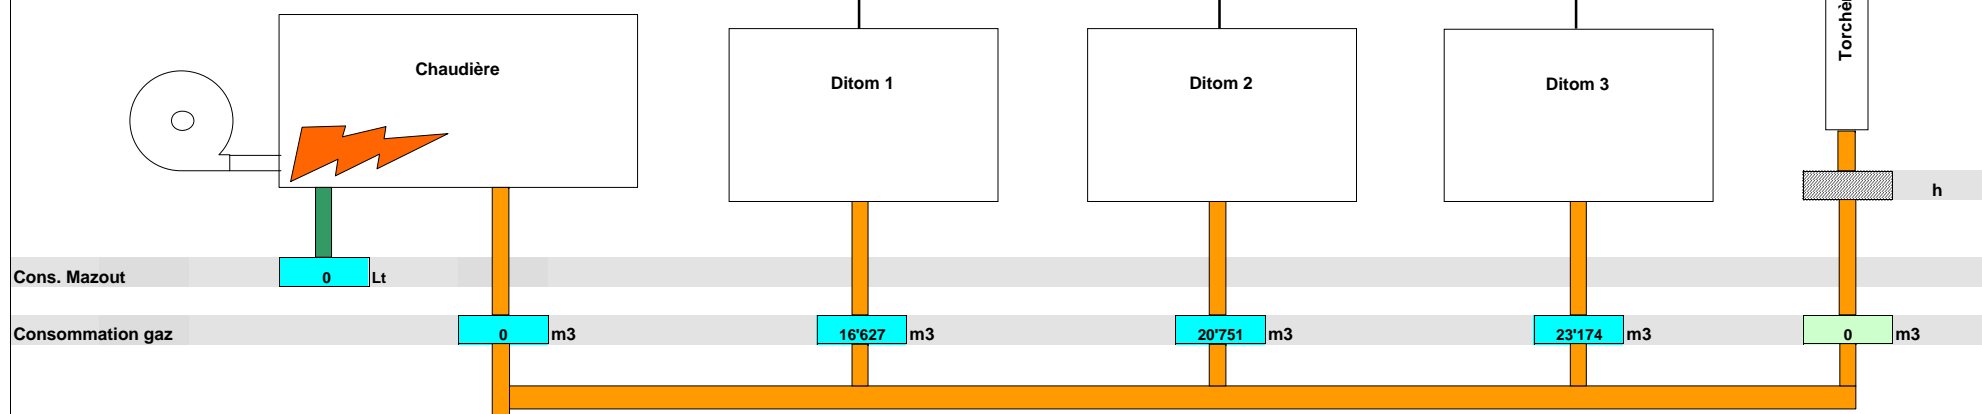 Chaudière
Ditom 1
Ditom 2
Ditom 3
Torchèr
h
Cons. Mazout 0 Lt
Consommation gaz 0 m3 16'627 m3 20'751 m3 23'174 m3 0 m3